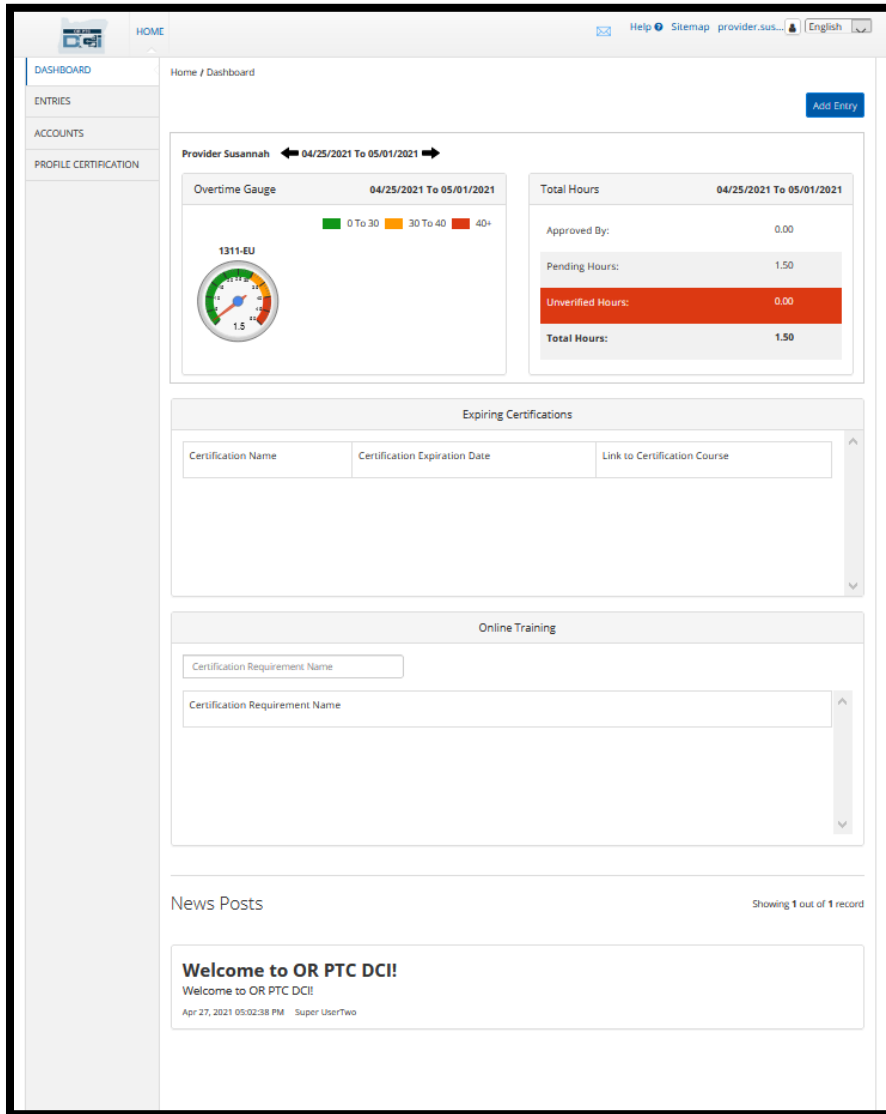 OR PTC
DCI
HOME
Help Sitemap provider.sus... English
DASHBOARD
ENTRIES
ACCOUNTS
PROFILE CERTIFICATION
Home / Dashboard
Add Entry
Provider Susannah 04/25/2021 To 05/01/2021
Overtime Gauge 04/25/2021 To 05/01/2021
0 To 30 30 To 40 40+
1311-EU
1.5
Total Hours 04/25/2021 To 05/01/2021
Approved By: 0.00
Pending Hours: 1.50
Unverified Hours: 0.00
Total Hours: 1.50
Expiring Certifications
Certification Name Certification Expiration Date Link to Certification Course
Online Training
Certification Requirement Name
Certification Requirement Name
News Posts Showing 1 out of 1 record
Welcome to OR PTC DCI!
Welcome to OR PTC DCI!
Apr 27, 2021 05:02:38 PM Super UserTwo